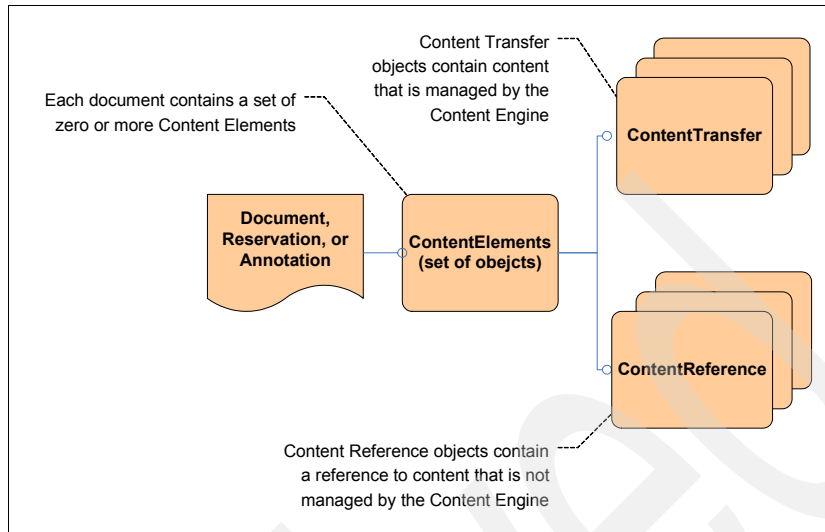 Content Transfer
objects contain content
that is managed by the
Content Engine
Each document contains a set of
zero or more Content Elements
ContentTransfer
Document,
Reservation, or
Annotation
ContentElements
(set of obejcts)
ContentReference
Content Reference objects contain
a reference to content that is not
managed by the Content Engine